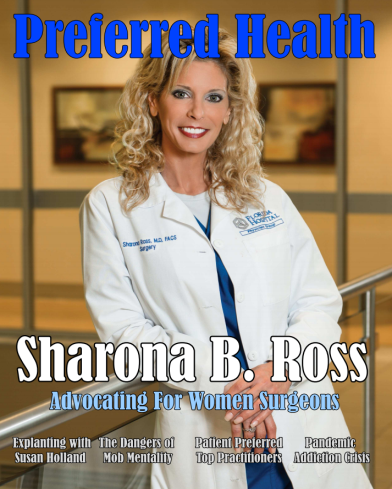 Preferred Health
Sharona Ross, M.D, FACS
Surgery
FLORIDA
HOSPITAL
Sharona B. Ross
Advocating For Women Surgeons
Explanting with
Susan Holland
The Dangers of
Mob Mentality
Patient Preferred
Top Practitioners
Pandemic
Addiction Crisis